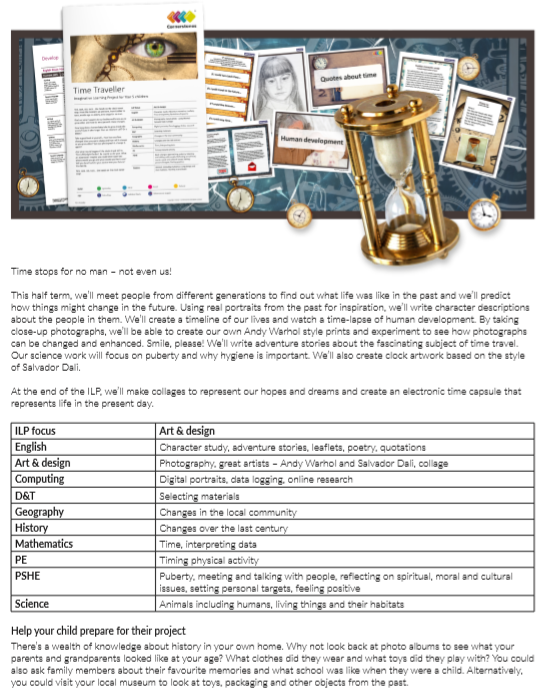 Cornerstones
Develop
Time Traveller
Quotes about time
Human development
Time stops for no man – not even us!
This half term, we'll meet people from different generations to find out what life was like in the past and we'll predict
how things might change in the future. Using real portraits from the past for inspiration, we'll write character descriptions
about the people in them. We'll create a timeline of our lives and watch a time-lapse of human development. By taking
close-up photographs, we'll be able to create our own Andy Warhol style prints and experiment to see how photographs
can be changed and enhanced. Smile, please! We'll write adventure stories about the fascinating subject of time travel.
Our science work will focus on puberty and why hygiene is important. We'll also create clock artwork based on the style
of Salvador Dali.
At the end of the ILP, we'll make collages to represent our hopes and dreams and create an electronic time capsule that
represents life in the present day.
ILP focus Art & design
English Character study, adventure stories, leaflets, poetry, quotations
Art & design Photography, great artists – Andy Warhol and Salvador Dali, collage
Computing Digital portraits, data logging, online research
D&T Selecting materials
Geography Changes in the local community
History Changes over the last century
Mathematics Time, interpreting data
PE Timing physical activity
PSHE Puberty, meeting and talking with people, reflecting on spiritual, moral and cultural
issues, setting personal targets, feeling positive
Science Animals including humans, living things and their habitats
Help your child prepare for their project
There's a wealth of knowledge about history in your own home. Why not look back at photo albums to see what your
parents and grandparents looked like at your age? What clothes did they wear and what toys did they play with? You could
also ask family members about their favourite memories and what school was like when they were a child. Alternatively,
you could visit your local museum to look at toys, packaging and other objects from the past.